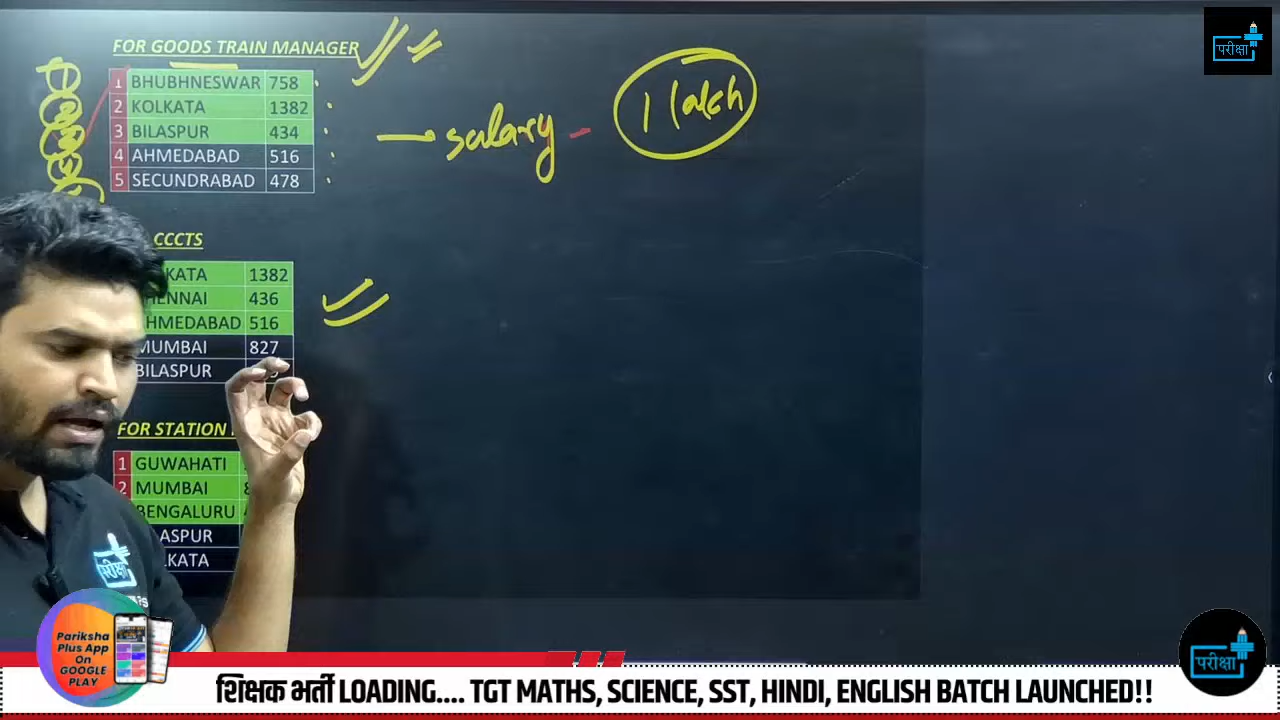 FOR GOODS TRAIN MANAGER
1 BHUBHNESWAR 758
2 KOLKATA 1382
3 BILASPUR 434
4 AHMEDABAD 516
5 SECUNDRABAD 478
salary - 1 lakh
परीक्षा
CCCTS
KATA 1382
HENNAI 436
HMEDABAD 516
MUMBAI 827
BILASPUR
FOR STATION
1 GUWAHATI
2 MUMBAI 8
BENGALURU
ASPUR
LKATA
परीक्षा
Pariksha
Plus App
On
GOOGLE
PLAY
शिक्षक भर्ती LOADING.... TGT MATHS, SCIENCE, SST, HINDI, ENGLISH BATCH LAUNCHED!!
परीक्षा